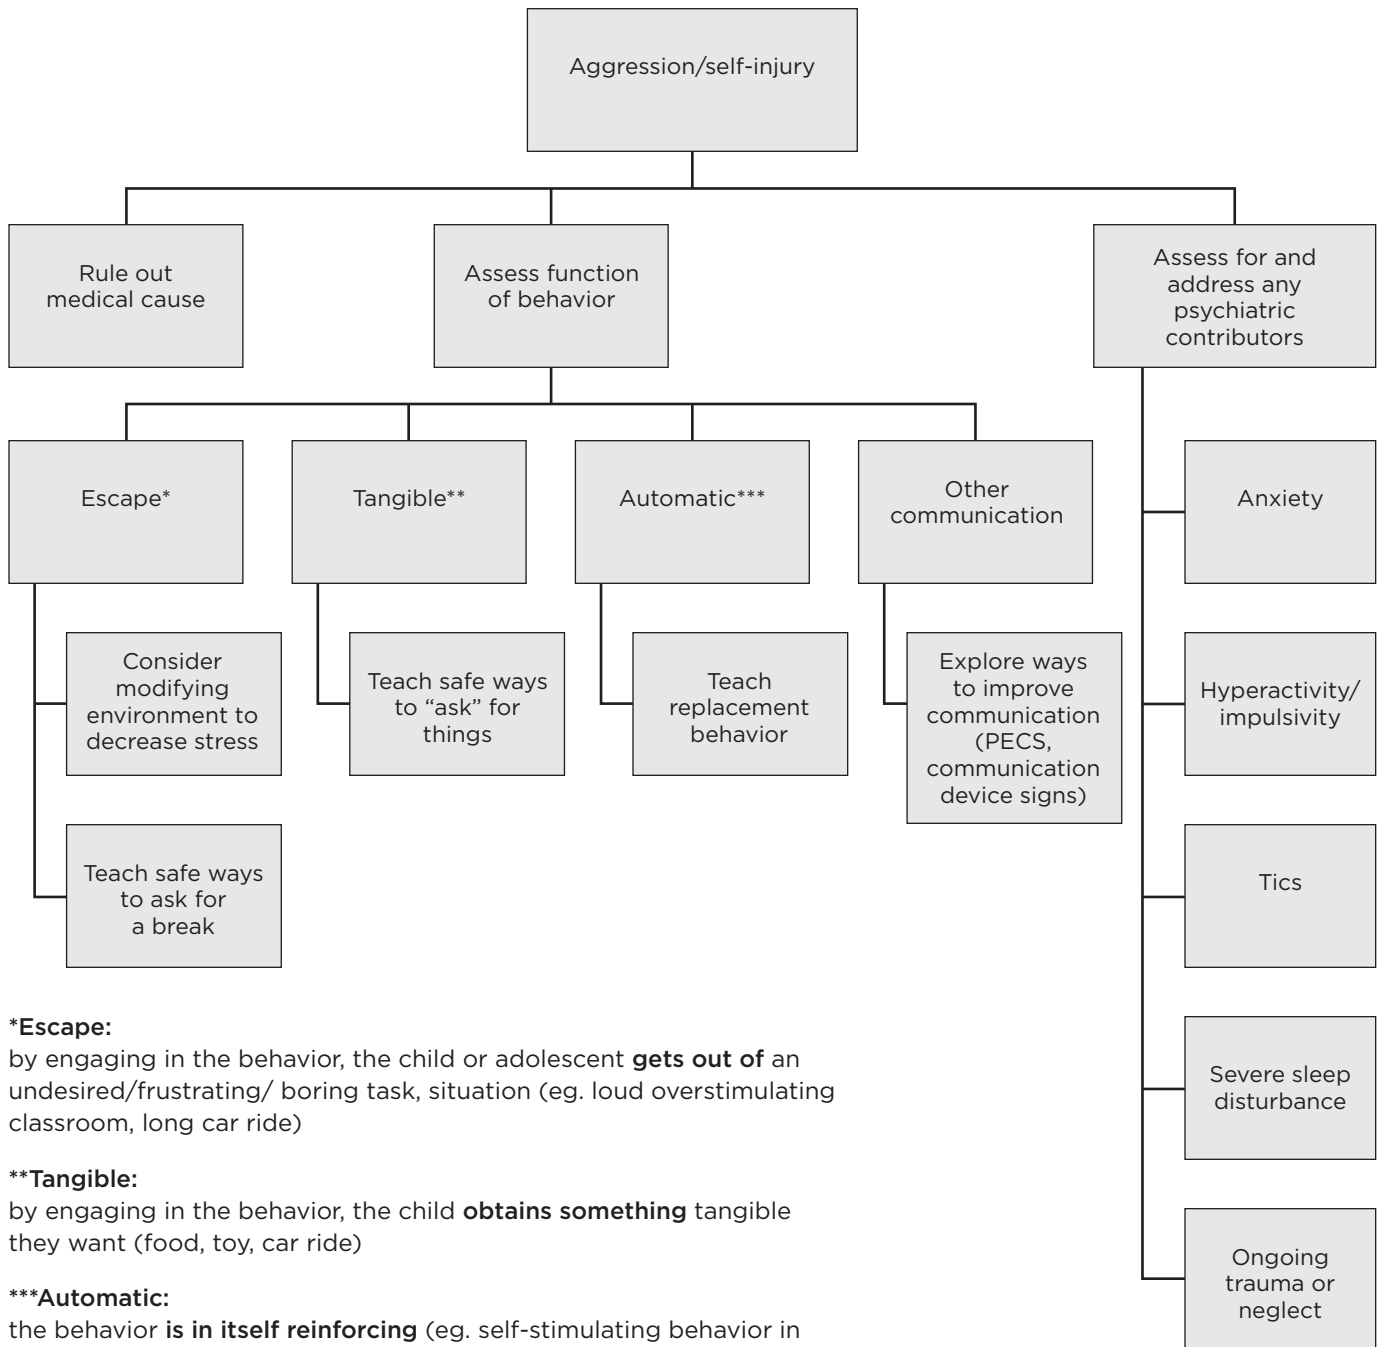 Aggression/self-injury
Rule out
medical cause
Assess function
of behavior
Assess for and
address any
psychiatric
contributors
Escape*
Tangible**
Automatic***
Other
communication
Anxiety
Consider
modifying
environment to
decrease stress
Teach safe ways
to “ask” for
things
Teach
replacement
behavior
Explore ways
to improve
communication
(PECS,
communication
device signs)
Hyperactivity/
impulsivity
Teach safe ways
to ask for
a break
Tics
Severe sleep
disturbance
Ongoing
trauma or
neglect
*Escape:
by engaging in the behavior, the child or adolescent gets out of an
undesired/frustrating/ boring task, situation (eg. loud overstimulating
classroom, long car ride)
**Tangible:
by engaging in the behavior, the child obtains something tangible
they want (food, toy, car ride)
***Automatic:
the behavior is in itself reinforcing (eg. self-stimulating behavior in